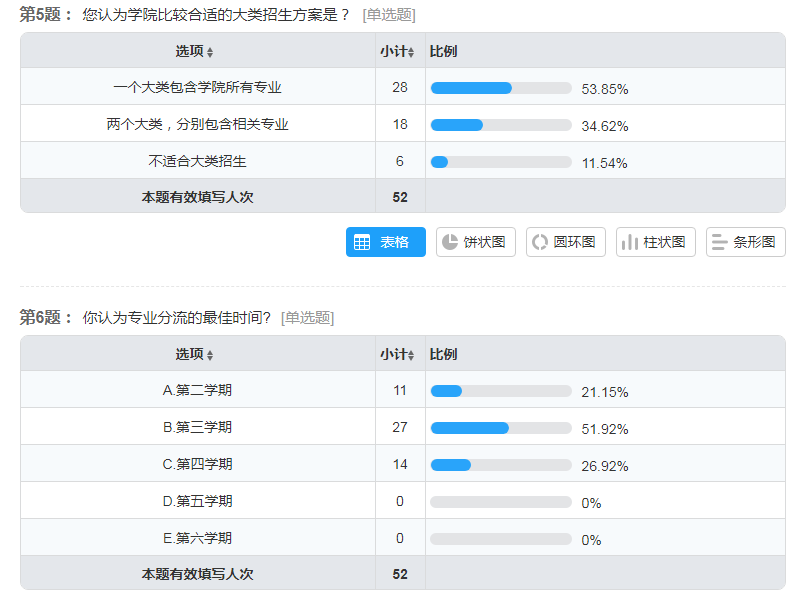 第5题： 您认为学院比较合适的大类招生方案是？ [单选题]
选项 小计 比例
一个大类包含学院所有专业 28 53.85%
两个大类，分别包含相关专业 18 34.62%
不适合大类招生 6 11.54%
本题有效填写人次 52
表格 饼状图 圆环图 柱状图 条形图
第6题： 你认为专业分流的最佳时间? [单选题]
选项 小计 比例
A.第二学期 11 21.15%
B.第三学期 27 51.92%
C.第四学期 14 26.92%
D.第五学期 0 0%
E.第六学期 0 0%
本题有效填写人次 52